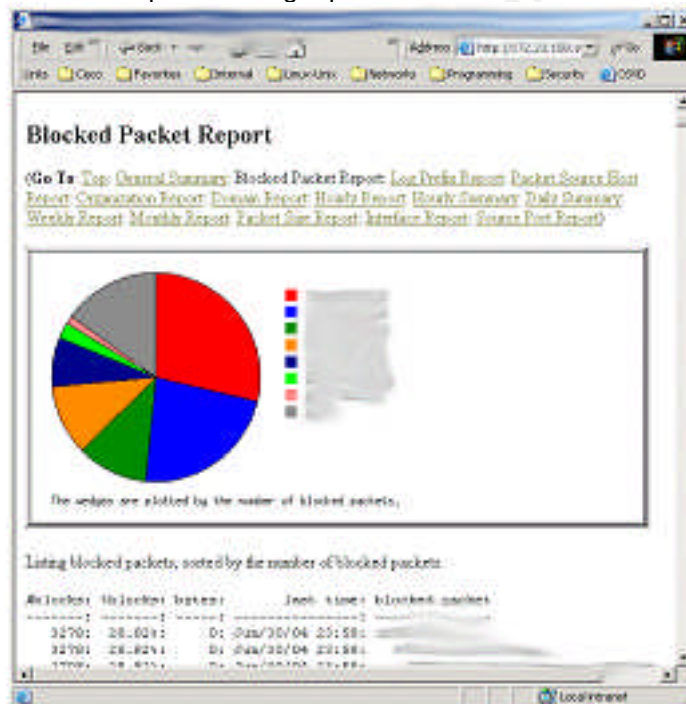 Address
Links Cisco Favorites Internal Linux-Unix Networks Programming Security
Blocked Packet Report
(Go To: Top: General Summary: Blocked Packet Report: Log Prefix Report: Packet Source Host
Report: Organization Report: Domain Report: Hourly Report: Hourly Summary: Daily Summary:
Weekly Report: Monthly Report: Packet Size Report: Interface Report: Source Port Report)
The wedges are plotted by the number of blocked packets.
Listing blocked packets, sorted by the number of blocked packets.
#blocks: %blocks: bytes: last time: blocked packet
3278: 28.82%: 0: Jun/30/04 23:58:
3278: 28.82%: 0: Jun/30/04 23:58:
Local intranet